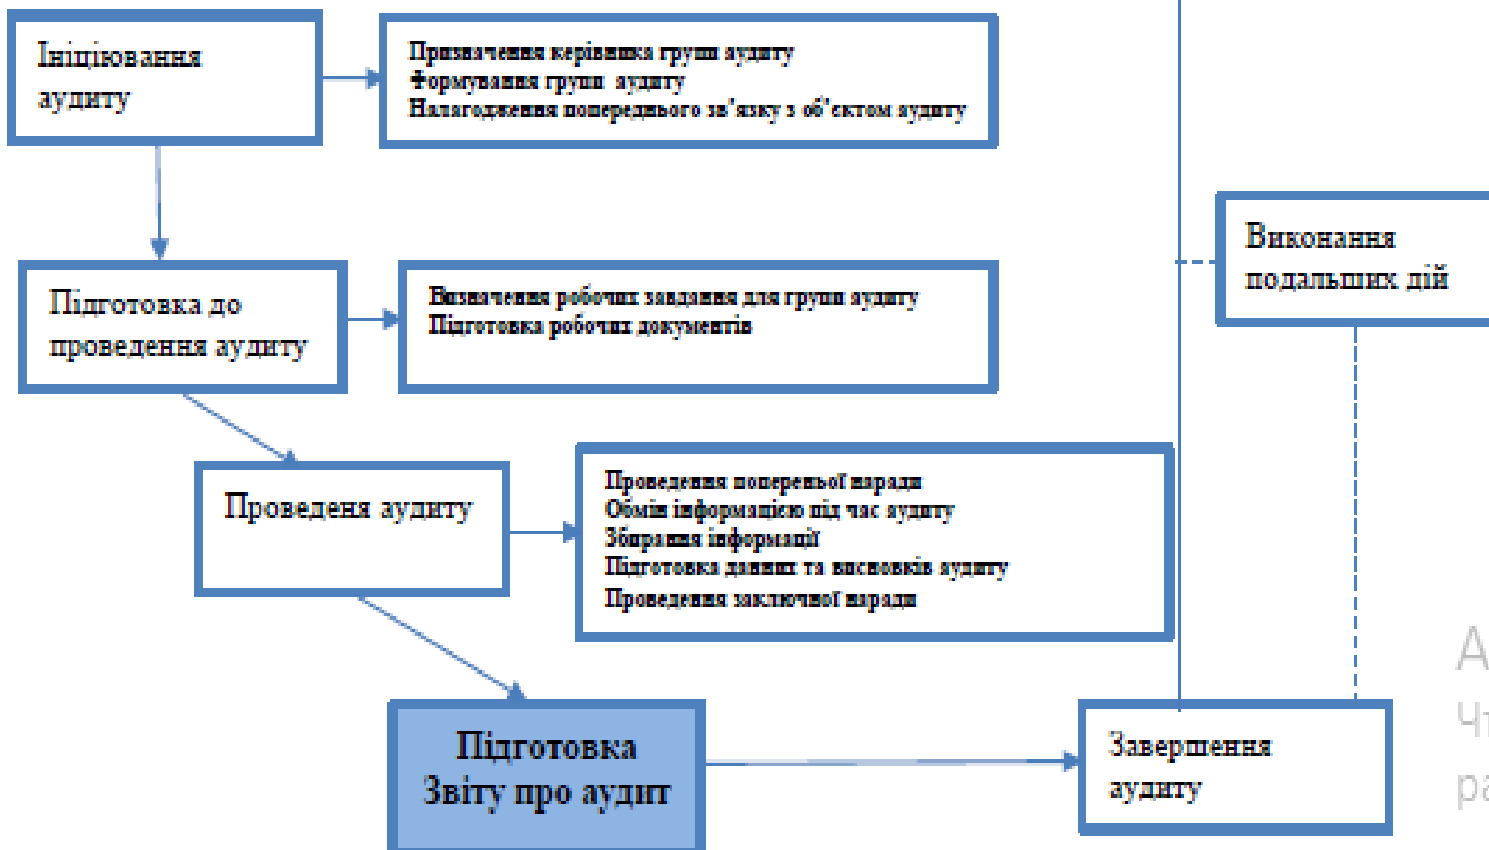 Ініціювання
аудиту
Призначення керівника групи аудиту
Формування групи аудиту
Налагодження попереднього зв’язку з об’єктом аудиту
Виконання
подальших дій
Підготовка до
проведення аудиту
Визначення робочих завдання для групи аудиту
Підготовка робочих документів
Проведеня аудиту
Проведення попереньої наради
Обмін інформацією під час аудиту
Збирання інформації
Підготовка данних та висновків аудиту
Проведення заключної наради
Підготовка
Звіту про аудит
Завершення
аудиту